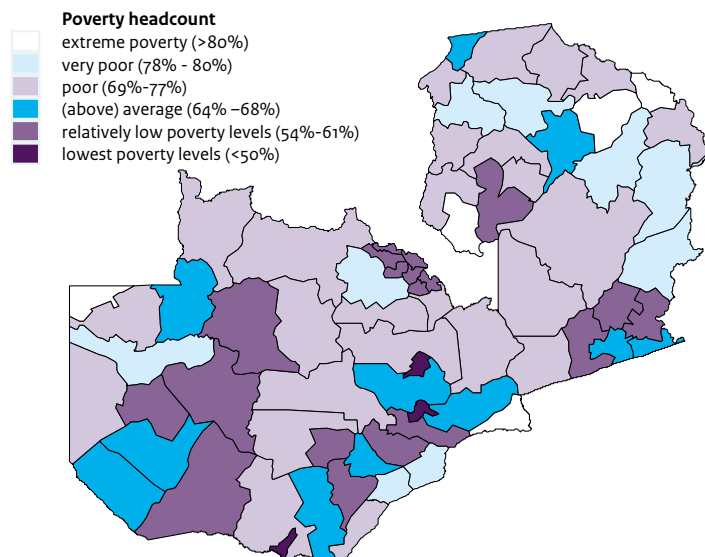 Poverty headcount
extreme poverty (>80%)
very poor (78% - 80%)
poor (69%-77%)
(above) average (64% –68%)
relatively low poverty levels (54%-61%)
lowest poverty levels (<50%)